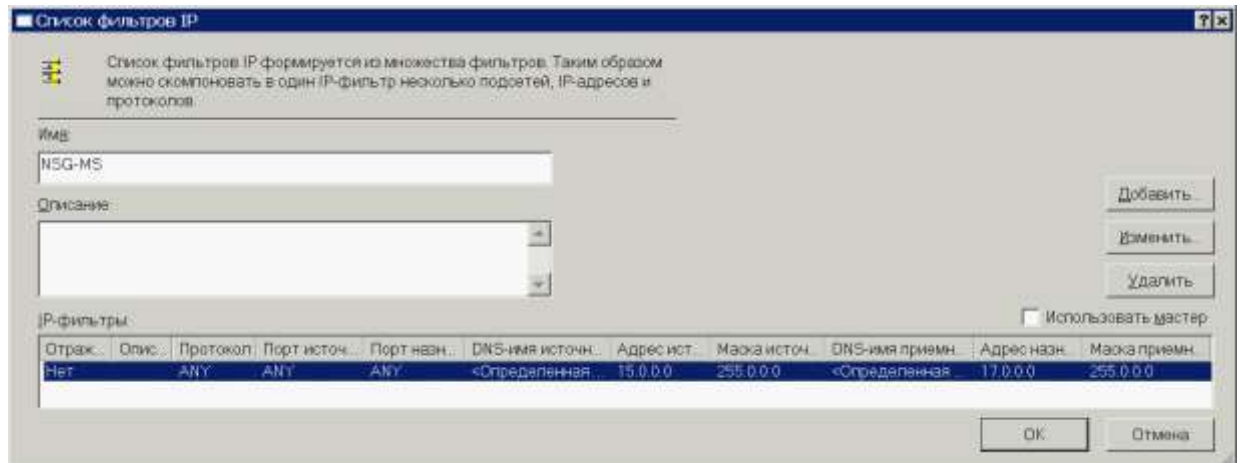 Список фильтров IP
Список фильтров IP формируется из множества фильтров. Таким образом
можно скомпоновать в один IP-фильтр несколько подсетей, IP-адресов и
протоколов.
Имя:
NSG-MS
Описание:
Добавить...
Изменить...
Удалить
IP-фильтры:
Использовать мастер
Отраж... Опис... Протокол Порт источ... Порт назн... DNS-имя источн... Адрес ист... Маска источ... DNS-имя приемн... Адрес назн... Маска приемн...
Нет ANY ANY ANY <Определенная ... 15.0.0.0 255.0.0.0 <Определенная ... 17.0.0.0 255.0.0.0
OK Отмена